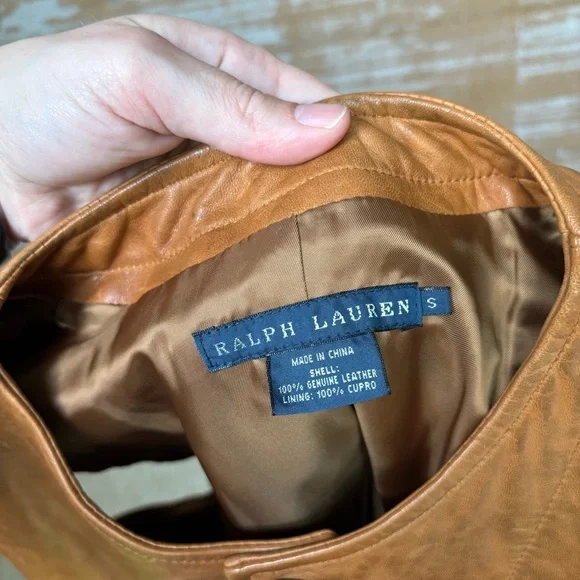 RALPH LAUREN
S
MADE IN CHINA
SHELL:
100% GENUINE LEATHER
LINING: 100% CUPRO